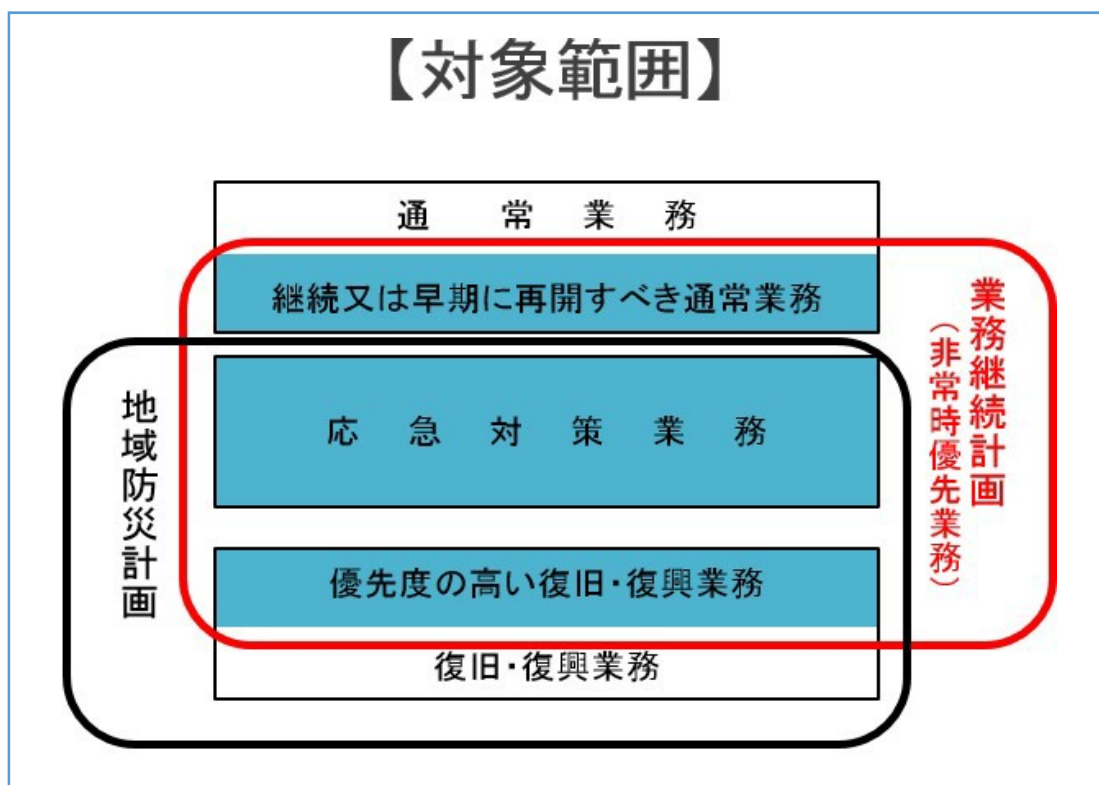 【対象範囲】
通常業務
継続又は早期に再開すべき通常業務
応急対策業務
優先度の高い復旧・復興業務
復旧・復興業務
地域防災計画
業務継続計画
（非常時優先業務）